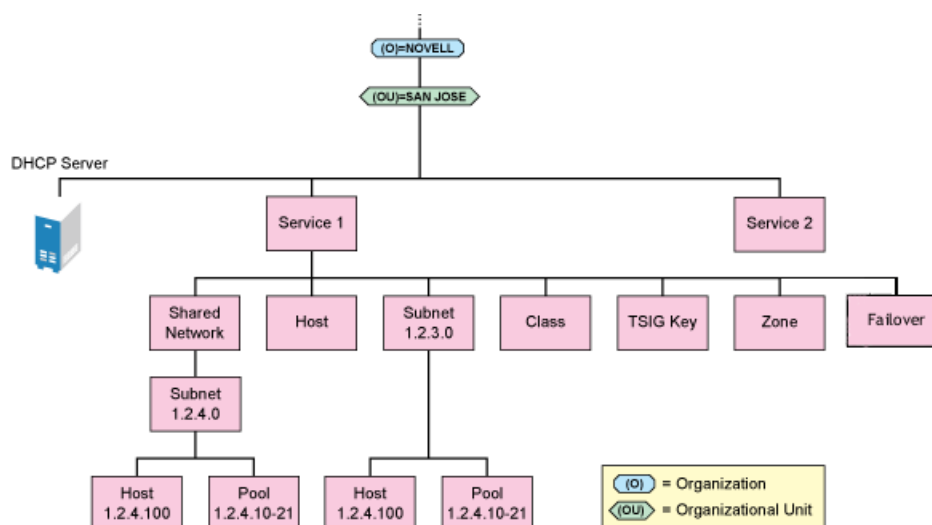 (O)=NOVELL
(OU)=SAN JOSE
DHCP Server
Service 1
Service 2
Shared
Network
Host
Subnet
1.2.3.0
Class
TSIG Key
Zone
Failover
Subnet
1.2.4.0
Host
1.2.4.100
Pool
1.2.4.10-21
Host
1.2.4.100
Pool
1.2.4.10-21
(O) = Organization
(OU) = Organizational Unit